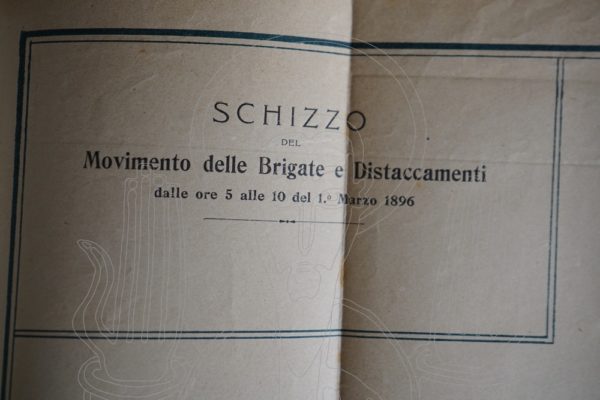 SCHIZZO
DEL
Movimento delle Brigate e Distaccamenti
dalle ore 5 alle 10 del 1.º Marzo 1896